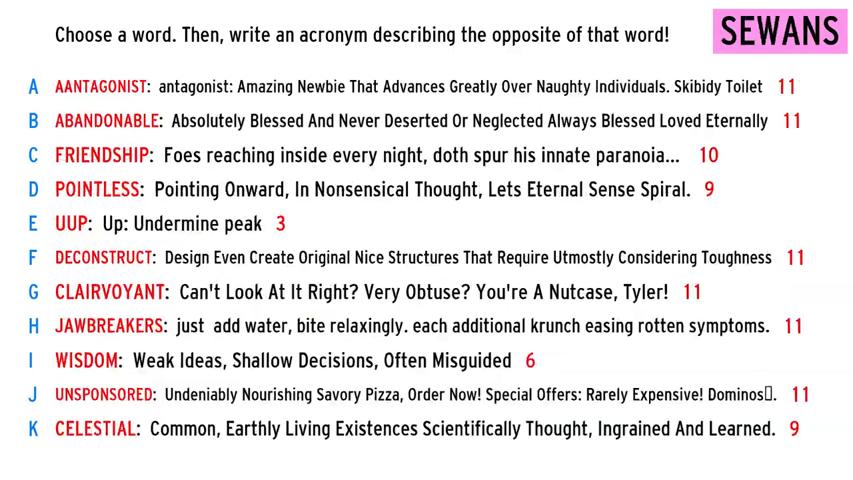 Choose a word. Then, write an acronym describing the opposite of that word! SEWANS
A AANTAGONIST: antagonist: Amazing Newbie That Advances Greatly Over Naughty Individuals. Skibidy Toilet 11
B ABANDONABLE: Absolutely Blessed And Never Deserted Or Neglected Always Blessed Loved Eternally 11
C FRIENDSHIP: Foes reaching inside every night, doth spur his innate paranoia... 10
D POINTLESS: Pointing Onward, In Nonsensical Thought, Lets Eternal Sense Spiral. 9
E UUP: Up: Undermine peak 3
F DECONSTRUCT: Design Even Create Original Nice Structures That Require Utmostly Considering Toughness 11
G CLAIRVOYANT: Can't Look At It Right? Very Obtuse? You're A Nutcase, Tyler! 11
H JAWBREAKERS: just add water, bite relaxingly. each additional krunch easing rotten symptoms. 11
I WISDOM: Weak Ideas, Shallow Decisions, Often Misguided 6
J UNSPONSORED: Undeniably Nourishing Savory Pizza, Order Now! Special Offers: Rarely Expensive! Dominos▯. 11
K CELESTIAL: Common, Earthly Living Existences Scientifically Thought, Ingrained And Learned. 9